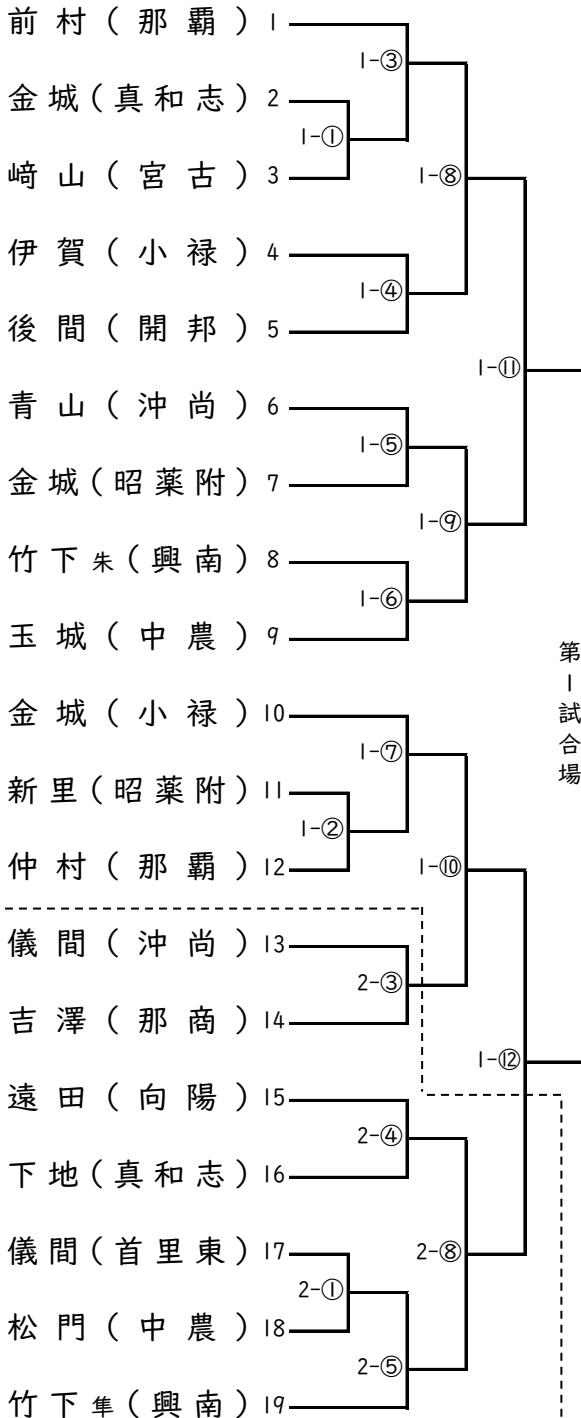 前村（那覇）1
1-③
金城（真和志）2
1-①
﨑山（宮古）3
1-⑧
伊賀（小禄）4
1-④
後間（開邦）5
1-⑪
青山（沖尚）6
1-⑤
金城（昭薬附）7
1-⑨
竹下朱（興南）8
1-⑥
玉城（中農）9
第1試合場
金城（小禄）10
1-⑦
新里（昭薬附）11
1-②
仲村（那覇）12
1-⑩
儀間（沖尚）13
2-③
吉澤（那商）14
1-⑫
遠田（向陽）15
2-④
下地（真和志）16
儀間（首里東）17
2-⑧
2-①
松門（中農）18
2-⑤
竹下隼（興南）19